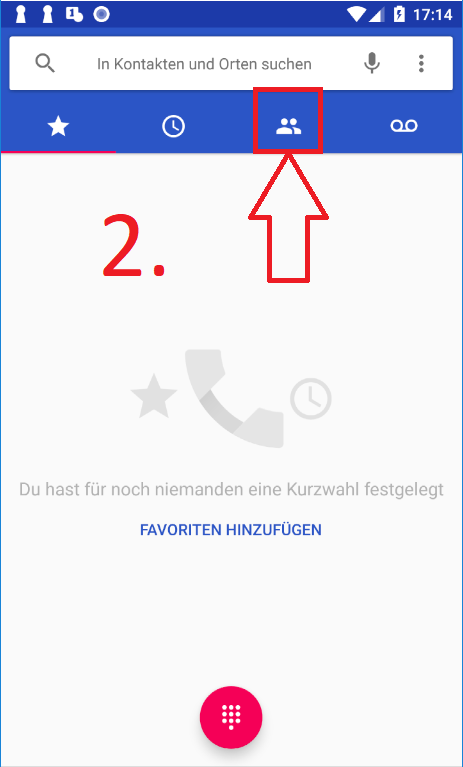 17:14
In Kontakten und Orten suchen
2.
Du hast für noch niemanden eine Kurzwahl festgelegt
FAVORITEN HINZUFÜGEN